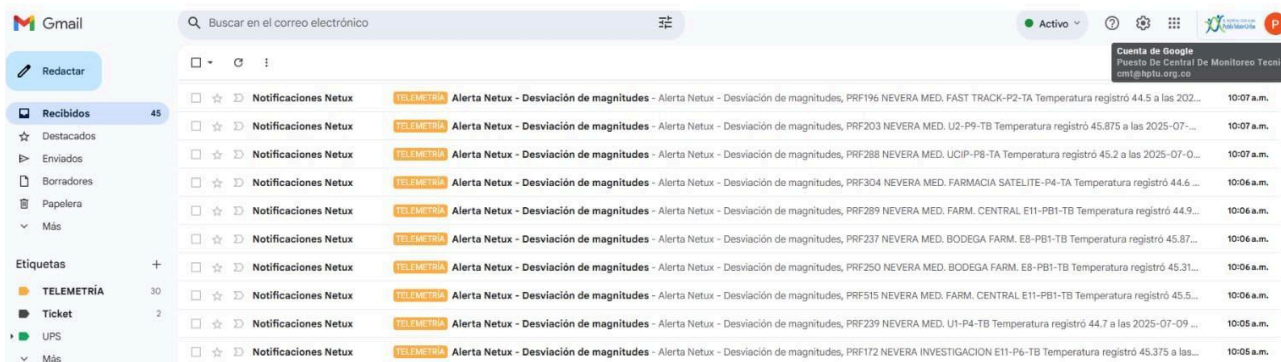 Gmail
Buscar en el correo electrónico
Activo
P
Cuenta de Google
Puesto De Central De Monitoreo Tecni
cmt@hptu.org.co
Redactar
Recibidos 45
Destacados
Enviados
Borradores
Papelera
Más
Etiquetas
TELEMETRÍA 30
Ticket 2
UPS
Más
Notificaciones Netux TELEMETRÍA Alerta Netux - Desviación de magnitudes - Alerta Netux - Desviación de magnitudes, PRF196 NEVERA MED. FAST TRACK-P2-TA Temperatura registró 44.5 a las 202... 10:07 a.m.
Notificaciones Netux TELEMETRÍA Alerta Netux - Desviación de magnitudes - Alerta Netux - Desviación de magnitudes, PRF203 NEVERA MED. U2-P9-TB Temperatura registró 45.875 a las 2025-07-... 10:07 a.m.
Notificaciones Netux TELEMETRÍA Alerta Netux - Desviación de magnitudes - Alerta Netux - Desviación de magnitudes, PRF288 NEVERA MED. UCIP-P8-TA Temperatura registró 45.2 a las 2025-07-0... 10:07 a.m.
Notificaciones Netux TELEMETRÍA Alerta Netux - Desviación de magnitudes - Alerta Netux - Desviación de magnitudes, PRF304 NEVERA MED. FARMACIA SATELITE-P4-TA Temperatura registró 44.6 ... 10:06 a.m.
Notificaciones Netux TELEMETRÍA Alerta Netux - Desviación de magnitudes - Alerta Netux - Desviación de magnitudes, PRF289 NEVERA MED. FARM. CENTRAL E11-PB1-TB Temperatura registró 44.9... 10:06 a.m.
Notificaciones Netux TELEMETRÍA Alerta Netux - Desviación de magnitudes - Alerta Netux - Desviación de magnitudes, PRF237 NEVERA MED. BODEGA FARM. E8-PB1-TB Temperatura registró 45.87... 10:06 a.m.
Notificaciones Netux TELEMETRÍA Alerta Netux - Desviación de magnitudes - Alerta Netux - Desviación de magnitudes, PRF250 NEVERA MED. BODEGA FARM. E8-PB1-TB Temperatura registró 45.31... 10:06 a.m.
Notificaciones Netux TELEMETRÍA Alerta Netux - Desviación de magnitudes - Alerta Netux - Desviación de magnitudes, PRF515 NEVERA MED. FARM. CENTRAL E11-PB1-TB Temperatura registró 45.5... 10:06 a.m.
Notificaciones Netux TELEMETRÍA Alerta Netux - Desviación de magnitudes - Alerta Netux - Desviación de magnitudes, PRF239 NEVERA MED. U1-P4-TB Temperatura registró 44.7 a las 2025-07-09 ... 10:05 a.m.
Notificaciones Netux TELEMETRÍA Alerta Netux - Desviación de magnitudes - Alerta Netux - Desviación de magnitudes, PRF172 NEVERA INVESTIGACION E11-P6-TB Temperatura registró 45.375 a las... 10:05 a.m.